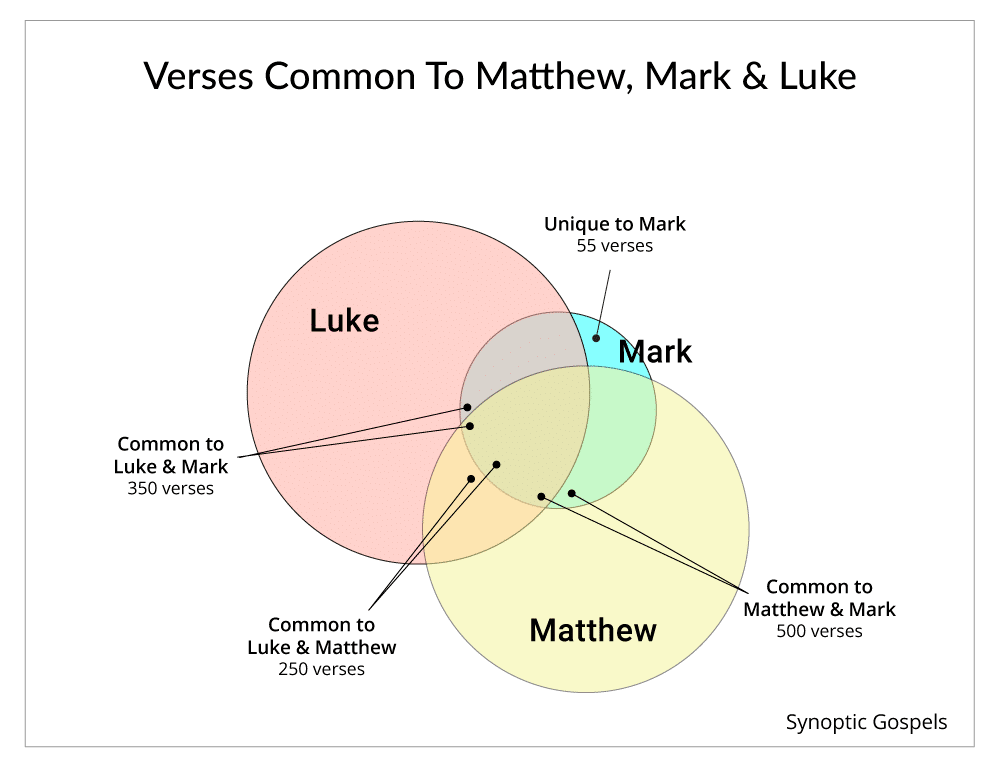 Verses Common To Matthew, Mark & Luke
Unique to Mark
55 verses
Luke
Mark
Common to
Luke & Mark
350 verses
Common to
Matthew & Mark
500 verses
Common to
Luke & Matthew
250 verses
Matthew
Synoptic Gospels